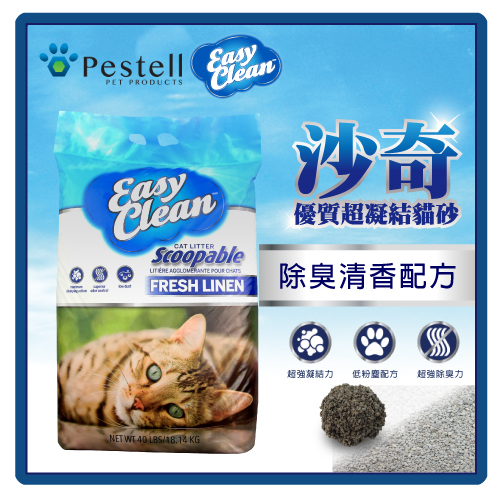 Pestell
PET PRODUCTS
Easy
Clean™
沙奇
優質超凝結貓砂
除臭清香配方
超強凝結力
低粉塵配方
超強除臭力
Easy
Clean™
CAT LITTER
Scoopable
LITIÈRE AGGLOMÉRANTE POUR CHATS
FRESH LINEN
NET WT 40 LBS/18.14 KG